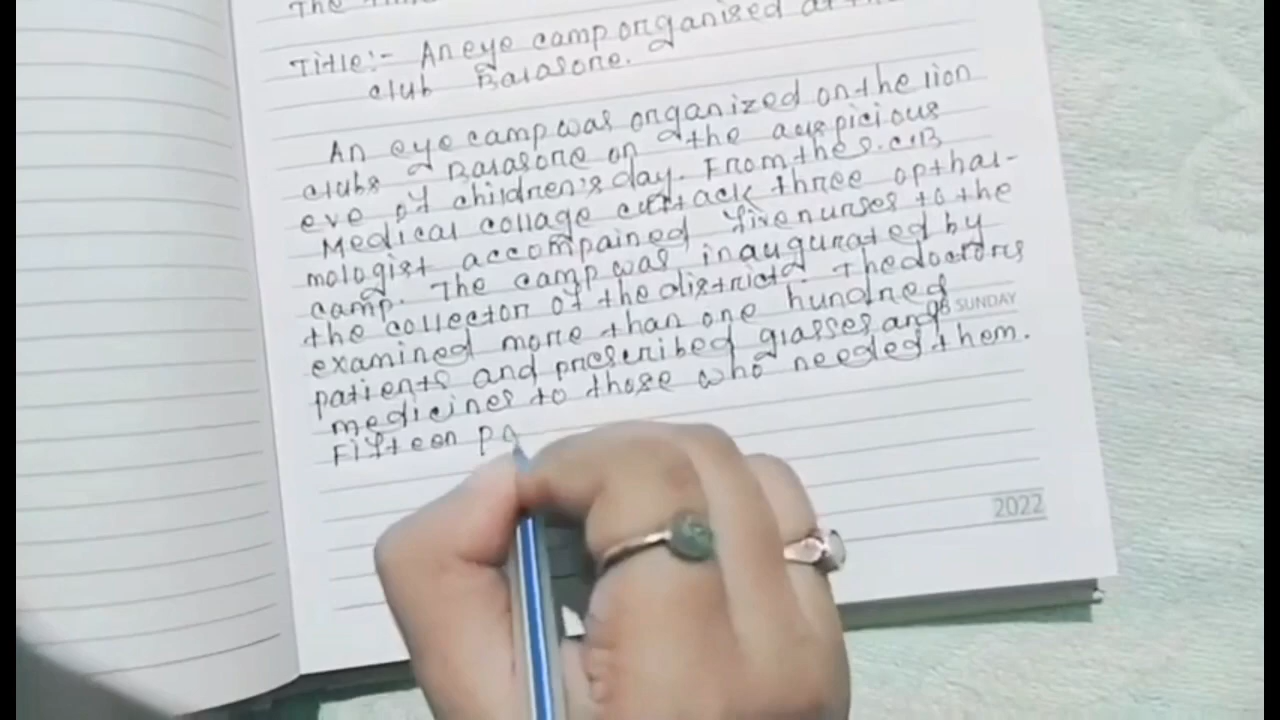 The
Title:- An eye camp organised at the
club Balasore.
An eye camp was organized on the lion
clubs Balasore on the auspicious
eve of children's day. From the S.C.B
Medical collage cuttack three opthal-
mologist accompained five nurses to the
camp. The camp was inaugurated by
the collector of the district. The doctors
examined more than one hundred
patients and prescribed glasses and
medicines to those who needed them.
Fifteen pa
SUNDAY
2022